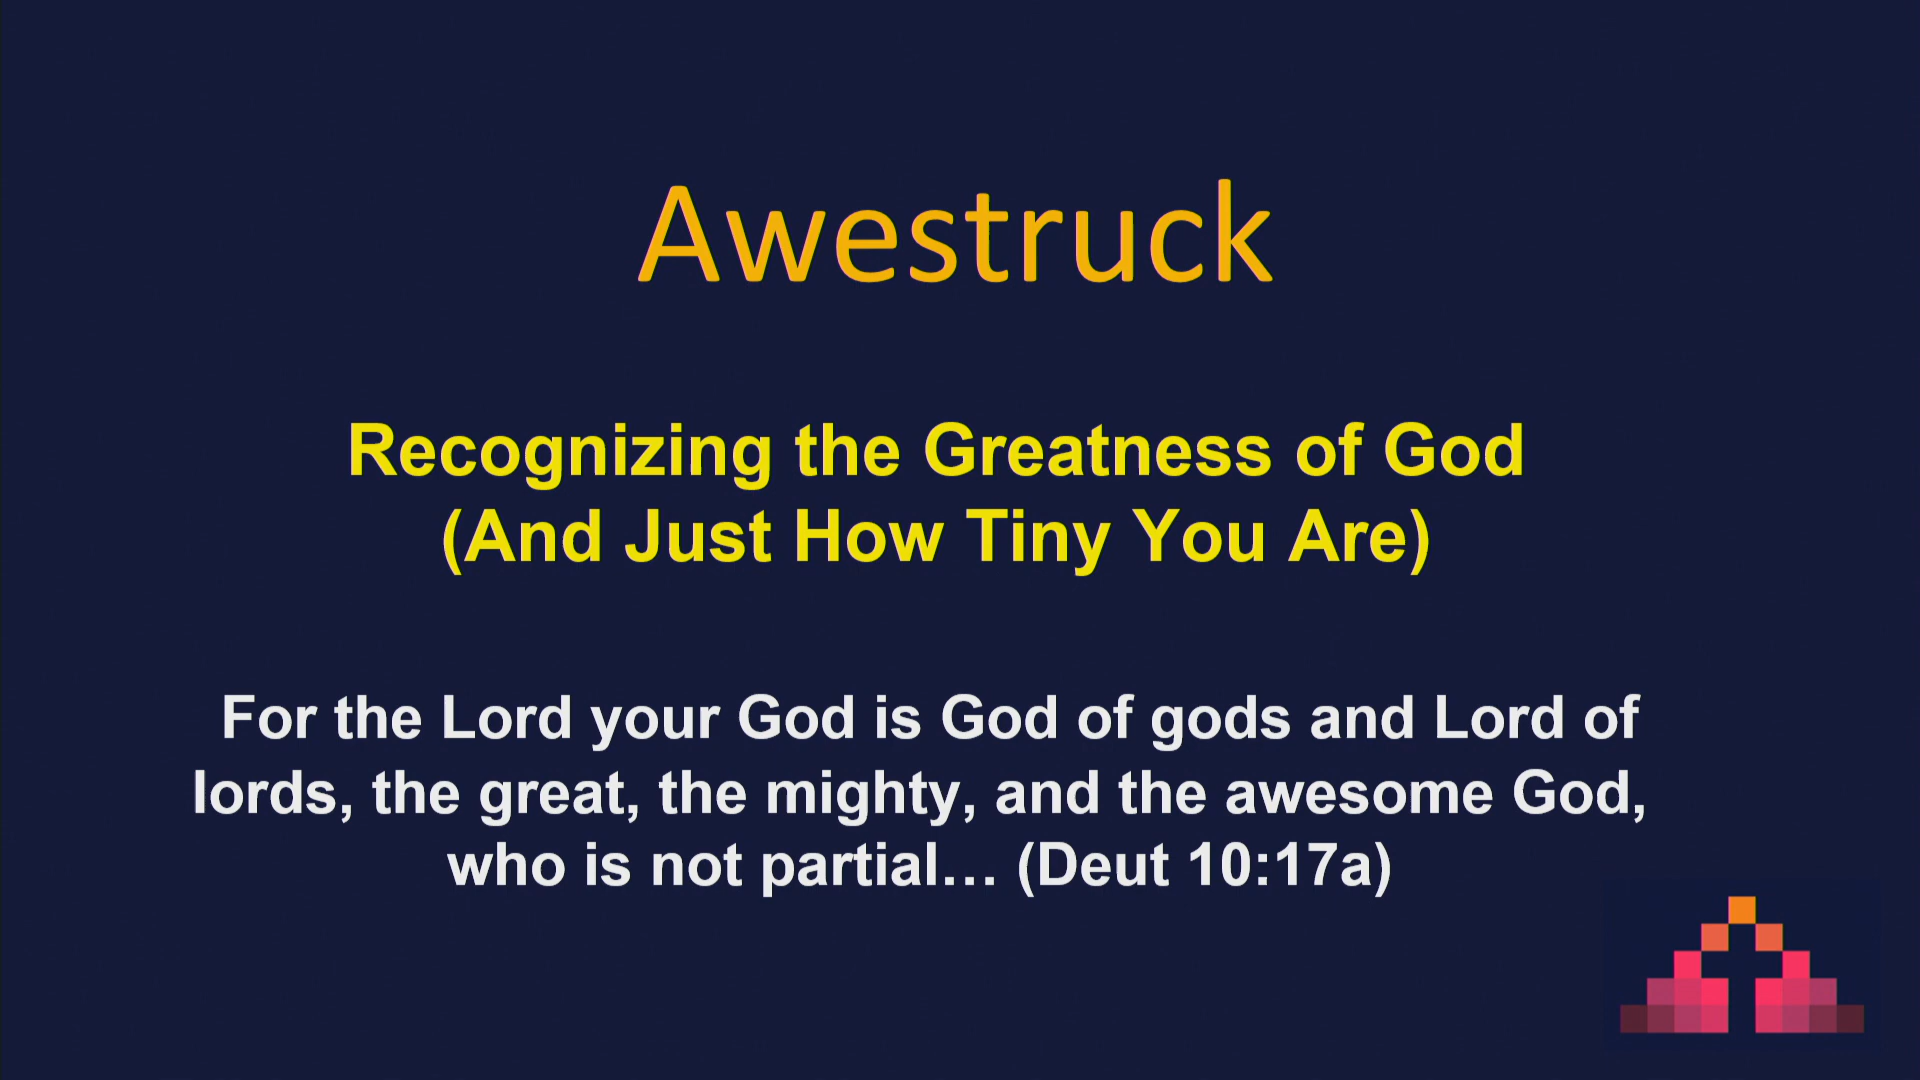 Awestruck
Recognizing the Greatness of God
(And Just How Tiny You Are)
For the Lord your God is God of gods and Lord of
lords, the great, the mighty, and the awesome God,
who is not partial… (Deut 10:17a)